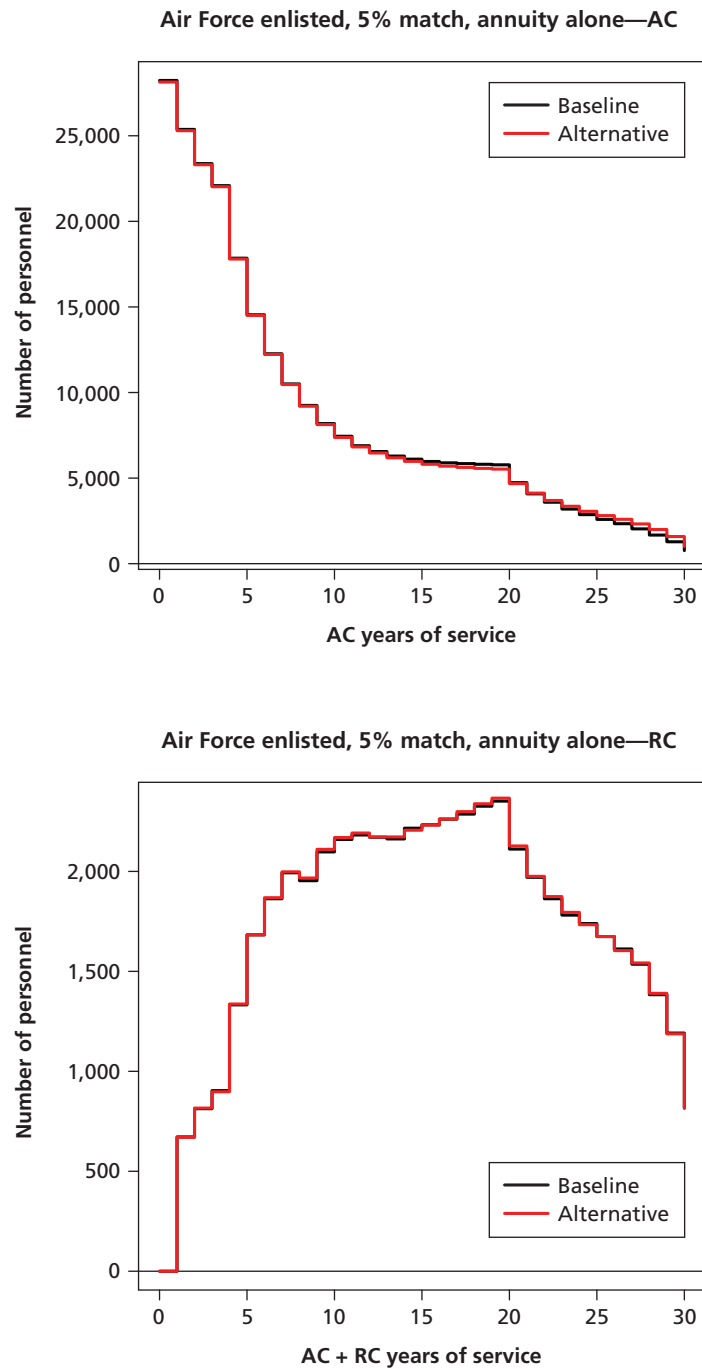 Air Force enlisted, 5% match, annuity alone—AC
Baseline
Alternative
Number of personnel
25,000
20,000
15,000
10,000
5,000
0
0 5 10 15 20 25 30
AC years of service
Air Force enlisted, 5% match, annuity alone—RC
Number of personnel
2,000
1,500
1,000
500
0
Baseline
Alternative
0 5 10 15 20 25 30
AC + RC years of service